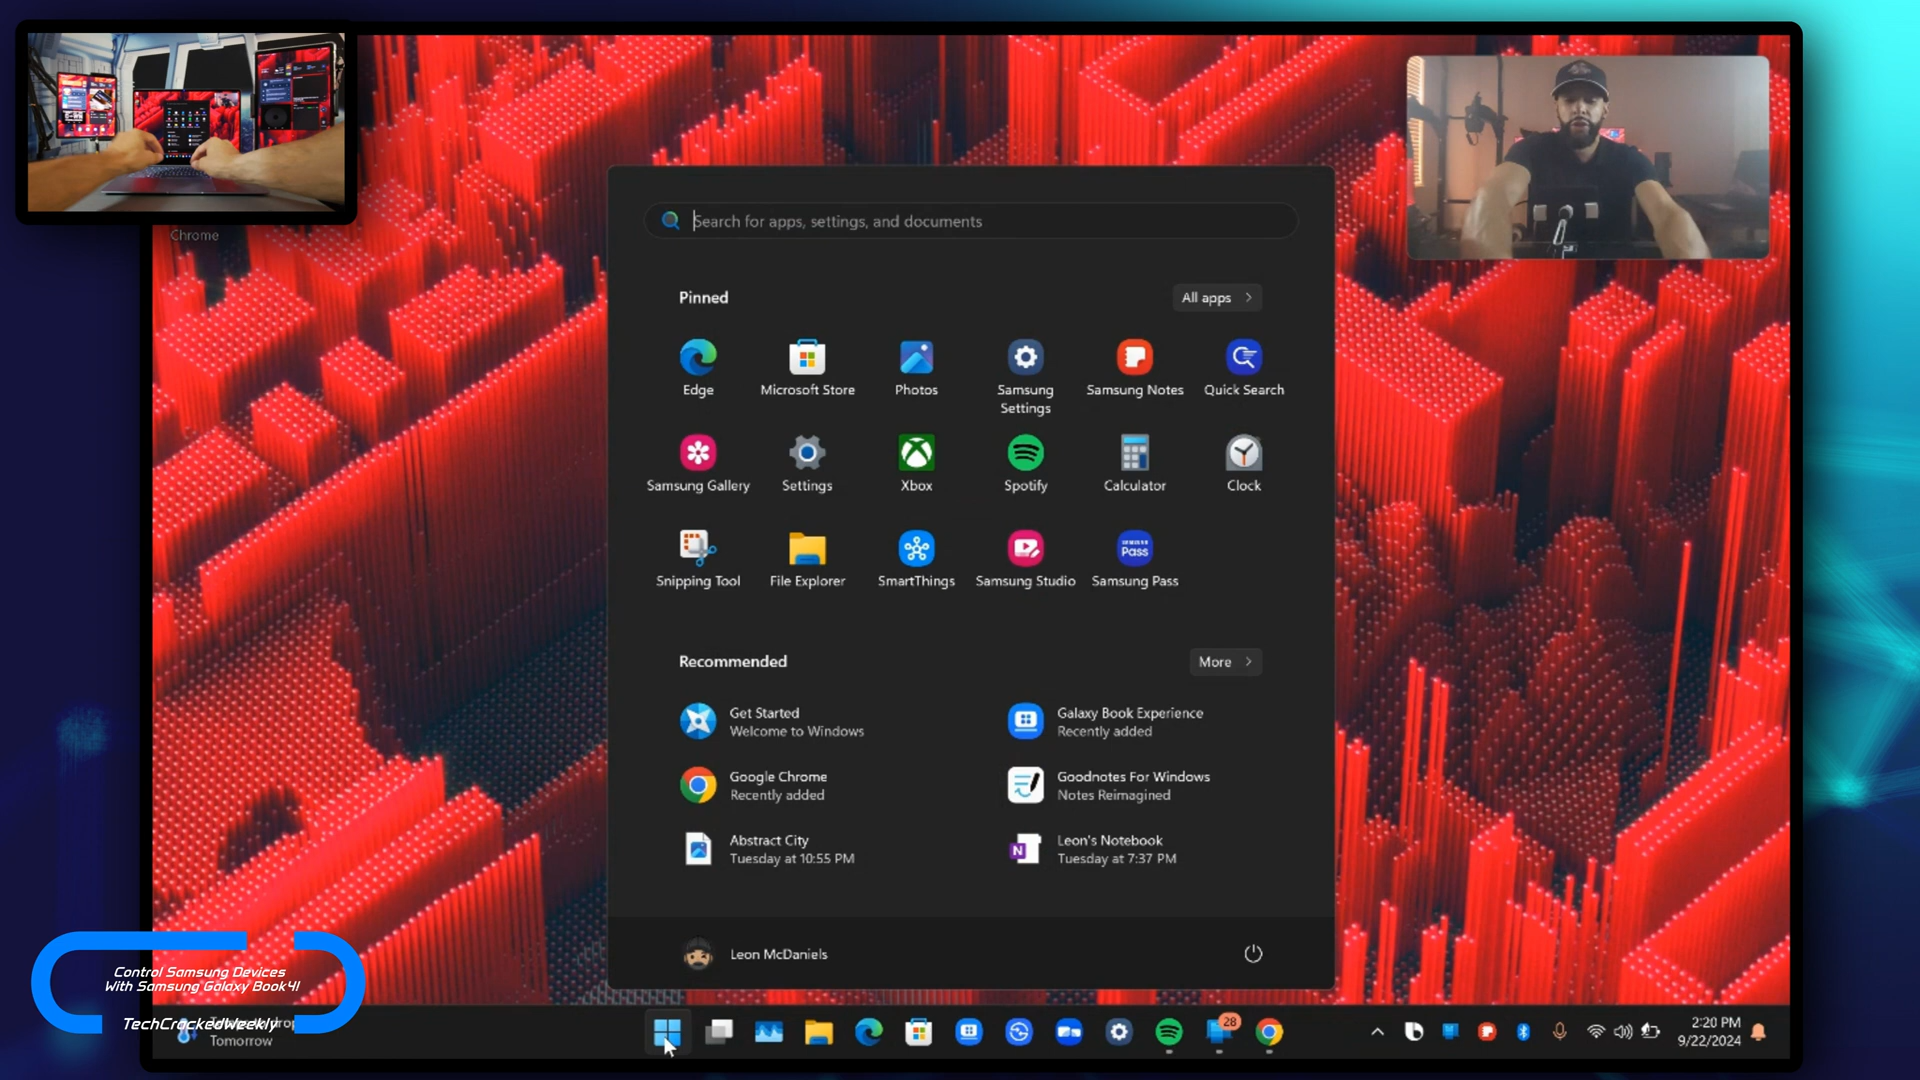 Chrome
Search for apps, settings, and documents
Pinned
All apps
Edge
Microsoft Store
Photos
Samsung Settings
Samsung Notes
Quick Search
Samsung Gallery
Settings
Xbox
Spotify
Calculator
Clock
Snipping Tool
File Explorer
SmartThings
Samsung Studio
SAMSUNG
Pass
Samsung Pass
Recommended
More
Get Started
Welcome to Windows
Galaxy Book Experience
Recently added
Google Chrome
Recently added
Goodnotes For Windows
Notes Reimagined
Abstract City
Tuesday at 10:55 PM
N
Leon's Notebook
Tuesday at 7:37 PM
Leon McDaniels
Control Samsung Devices
With Samsung Galaxy Book4!
TechCrackedWeekly
Tomorrow
28
2:20 PM
9/22/2024